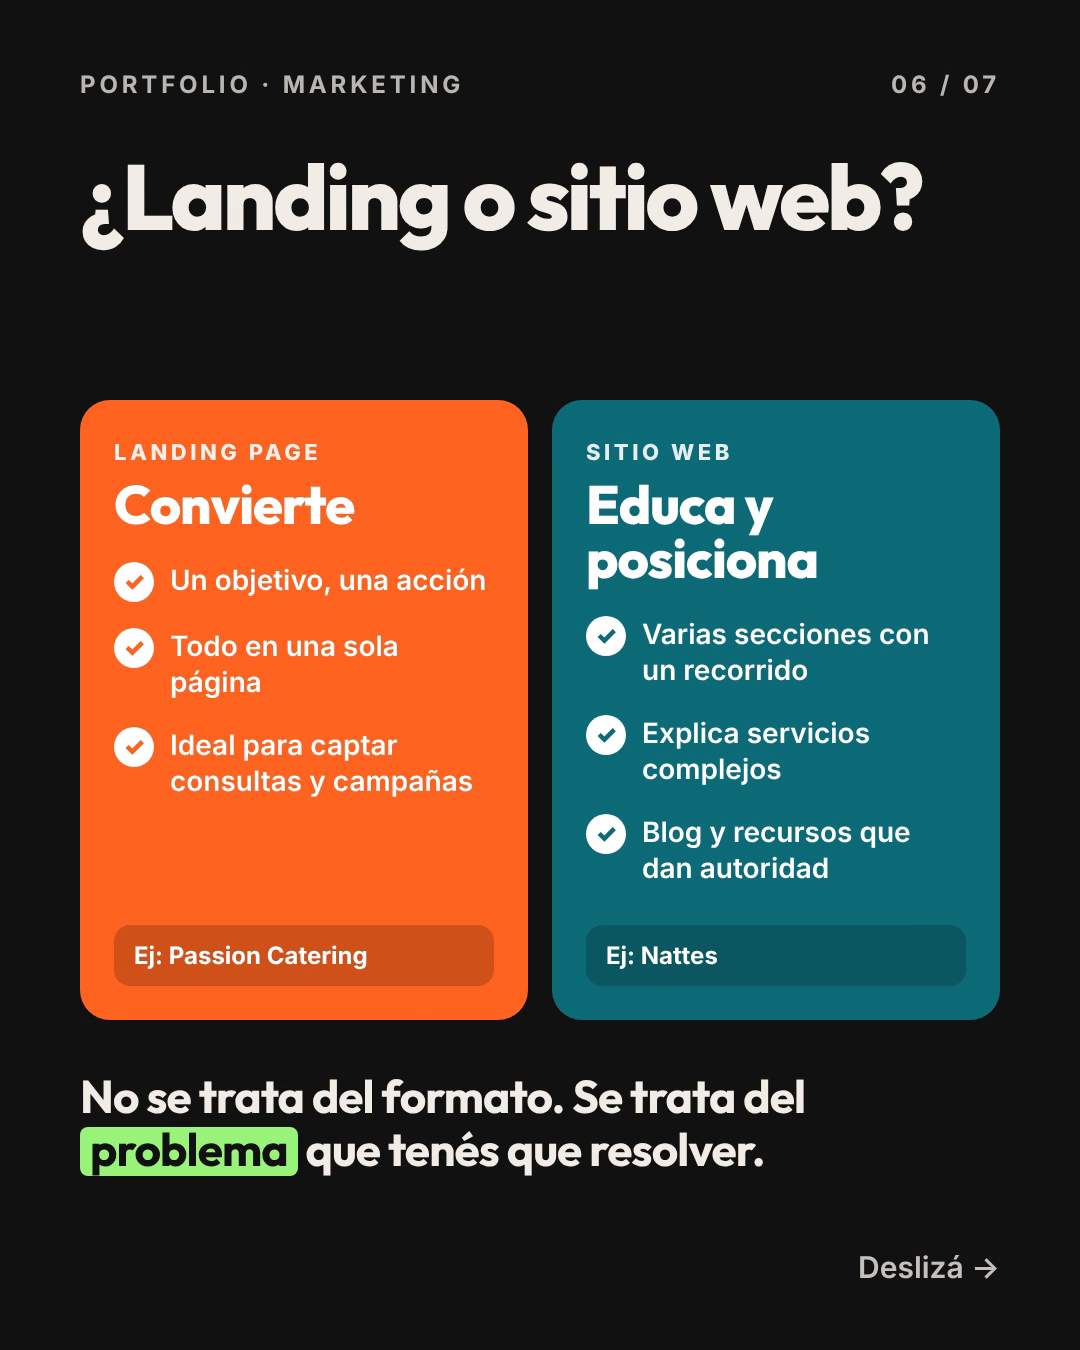 PORTFOLIO · MARKETING
06 / 07
¿Landing o sitio web?
LANDING PAGE
Convierte
Un objetivo, una acción
Todo en una sola
página
Ideal para captar
consultas y campañas
Ej: Passion Catering
SITIO WEB
Educa y
posiciona
Varias secciones con
un recorrido
Explica servicios
complejos
Blog y recursos que
dan autoridad
Ej: Nattes
No se trata del formato. Se trata del
problema que tenés que resolver.
Deslizá →